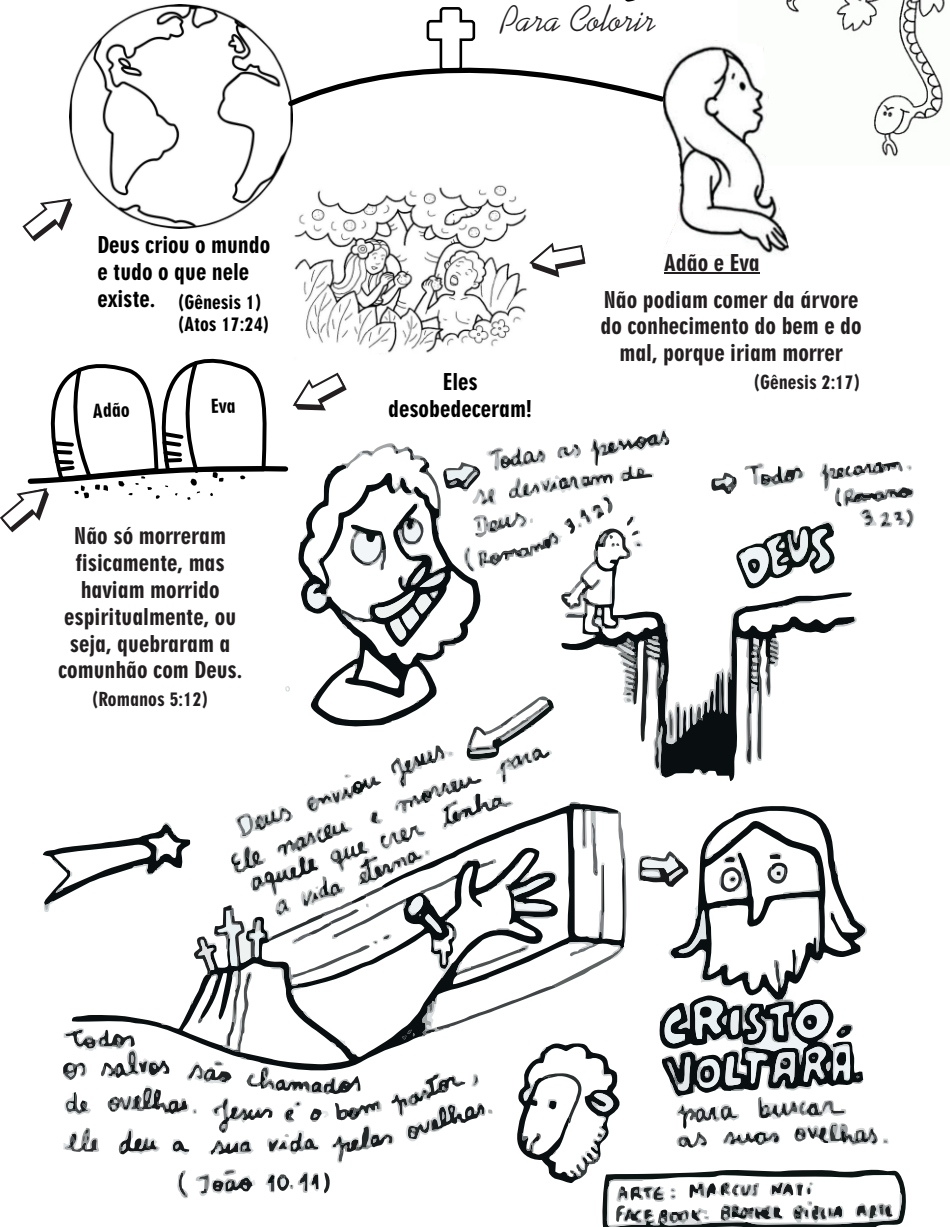 Para Colorir
Deus criou o mundo
e tudo o que nele
existe. (Gênesis 1)
(Atos 17:24)
Adão e Eva
Não podiam comer da árvore
do conhecimento do bem e do
mal, porque iriam morrer
(Gênesis 2:17)
Eles
desobedeceram!
Adão
Eva
Não só morreram
fisicamente, mas
haviam morrido
espiritualmente, ou
seja, quebraram a
comunhão com Deus.
(Romanos 5:12)
Todas as pessoas
se desviaram de
Deus.
(Romanos 3.12)
Todos pecaram.
(Romano
3.23)
DEUS
Deus enviou Jesus.
Ele nasceu e morreu para
aquele que crer tenha
a vida eterna.
Todos
os salvos são chamados
de ovelhas. Jesus é o bom pastor,
ele deu a sua vida pelas ovelhas.
(João 10.11)
CRISTO
VOLTARÁ
para buscar
as suas ovelhas.
ARTE: MARCUS NATI
FACEBOOK: BROTHER BÍBLIA ARTE